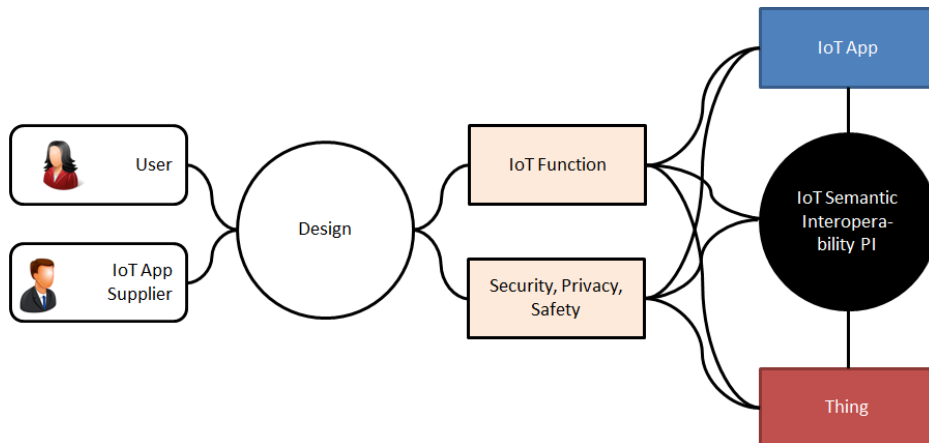 User
IoT App
Supplier
Design
IoT Function
Security, Privacy,
Safety
IoT App
IoT Semantic
Interopera-
bility PI
Thing